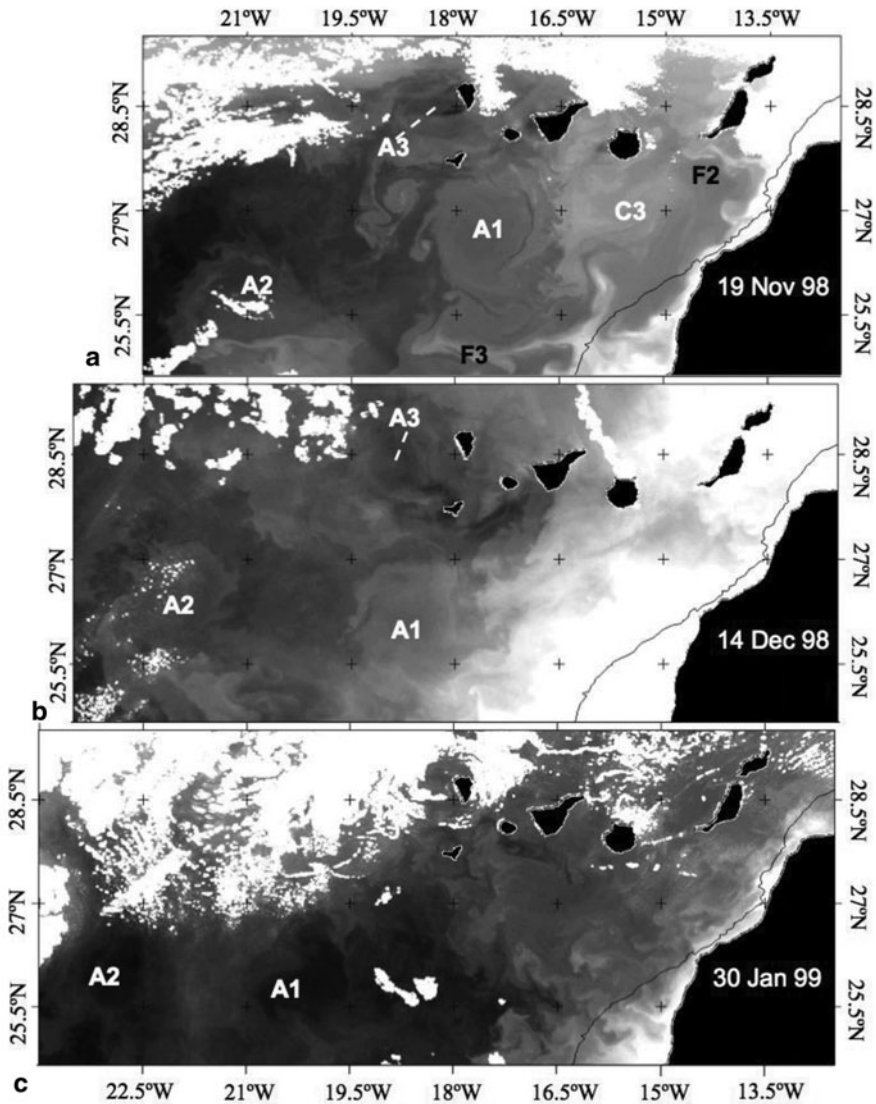 21°W 19.5°W 18°W 16.5°W 15°W 13.5°W
28.5°N 28.5°N
A3
F2
27°N A1 C3 27°N
A2
19 Nov 98
25.5°N 25.5°N
F3
a
A3
28.5°N 28.5°N
27°N 27°N
A2
A1
14 Dec 98
25.5°N 25.5°N
b
28.5°N 28.5°N
27°N 27°N
A2 A1
30 Jan 99
25.5°N 25.5°N
c
22.5°W 21°W 19.5°W 18°W 16.5°W 15°W 13.5°W